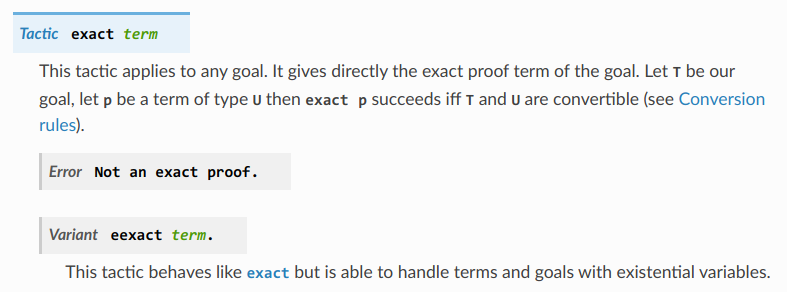 Tactic exact term
This tactic applies to any goal. It gives directly the exact proof term of the goal. Let T be our
goal, let p be a term of type U then exact p succeeds iff T and U are convertible (see Conversion
rules).
Error Not an exact proof.
Variant eexact term.
This tactic behaves like exact but is able to handle terms and goals with existential variables.